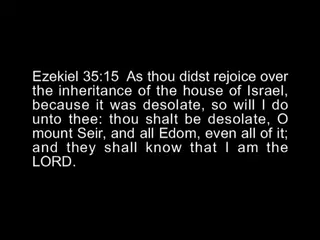 Ezekiel 35:15  As thou didst rejoice over
the inheritance of the house of Israel,
because it was desolate, so will I do
unto thee: thou shalt be desolate, O
mount Seir, and all Edom, even all of it;
and they shall know that I am the
LORD.